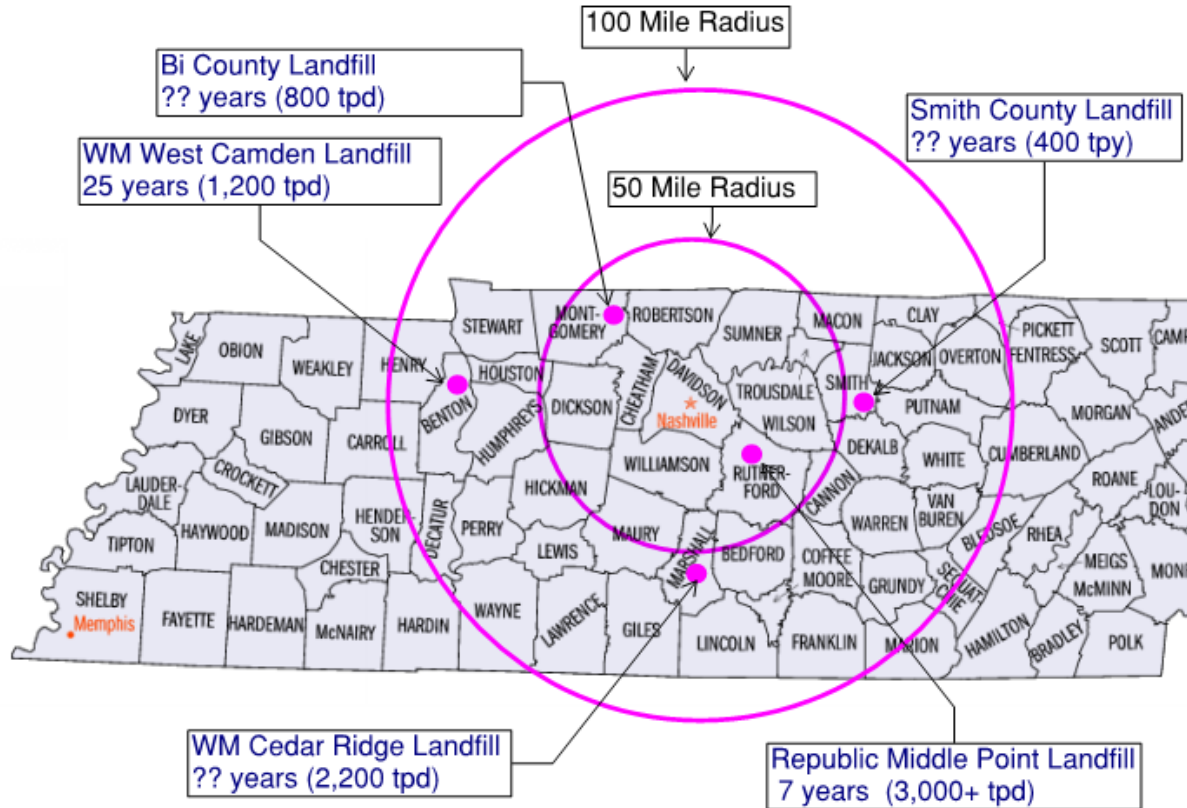 100 Mile Radius
Bi County Landfill
?? years (800 tpd)
Smith County Landfill
?? years (400 tpy)
WM West Camden Landfill
25 years (1,200 tpd)
50 Mile Radius
LAKE
OBION
WEAKLEY
HENRY
STEWART
MONT-
GOMERY
ROBERTSON
SUMNER
MACON
CLAY
PICKETT
FENTRESS
SCOTT
CAMP
HOUSTON
CHEATHAM
DAVIDSON
Nashville
TROUSDALE
SMITH
JACKSON
OVERTON
DYER
GIBSON
CARROLL
BENTON
HUMPHREYS
DICKSON
WILSON
PUTNAM
MORGAN
ANDE
CROCKETT
WILLIAMSON
RUTHER-
FORD
CANNON
DEKALB
WHITE
CUMBERLAND
ROANE
LOU-
DON
LAUDER-
DALE
HAYWOOD
MADISON
HENDER-
SON
DECATUR
PERRY
HICKMAN
LEWIS
MAURY
MARSHALL
BEDFORD
COFFEE
MOORE
WARREN
VAN
BUREN
BLEDSOE
RHEA
MEIGS
McMINN
MONR
TIPTON
CHESTER
GRUNDY
SEQUAT-
CHIE
SHELBY
Memphis
FAYETTE
HARDEMAN
McNAIRY
HARDIN
WAYNE
LAWRENCE
GILES
LINCOLN
FRANKLIN
MARION
HAMILTON
BRADLEY
POLK
WM Cedar Ridge Landfill
?? years (2,200 tpd)
Republic Middle Point Landfill
7 years (3,000+ tpd)